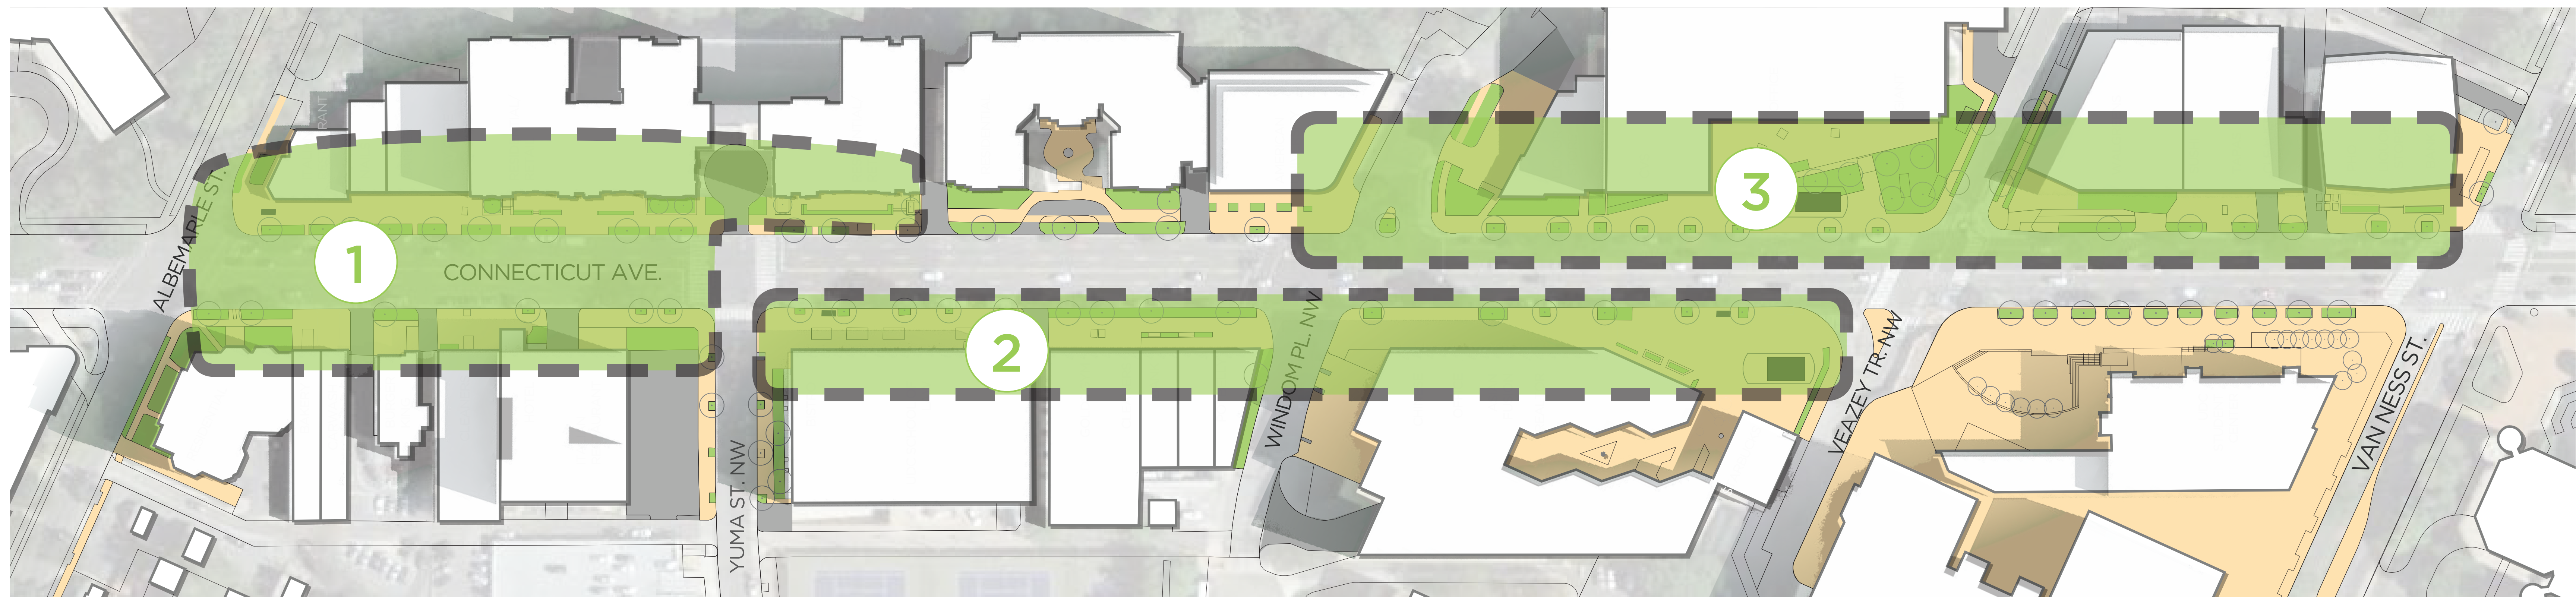 RANT
ALBEMARLE ST.
1
CONNECTICUT AVE.
2
3
YUMA ST. NW
WINDOM PL. NW
VEAZEY TR. NW
VAN NESS ST.